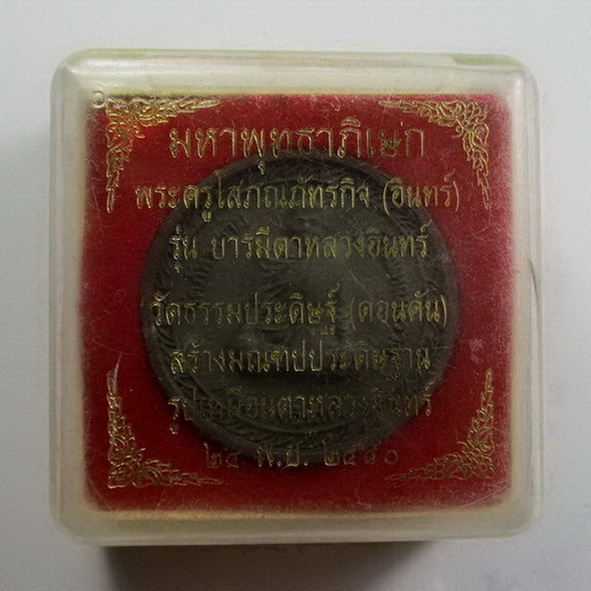 มหาพุทธาภิเษก
พระครูโสภณภัทรกิจ (อินทร์)
รุ่น บารมีตาหลวงอินทร์
วัดธรรมประดิษฐ์ (ดอนคัน)
สร้างมณฑปประดิษฐาน
รูปเหมือนตาหลวงอินทร์
๒๔ พ.ย. ๒๕๕๐